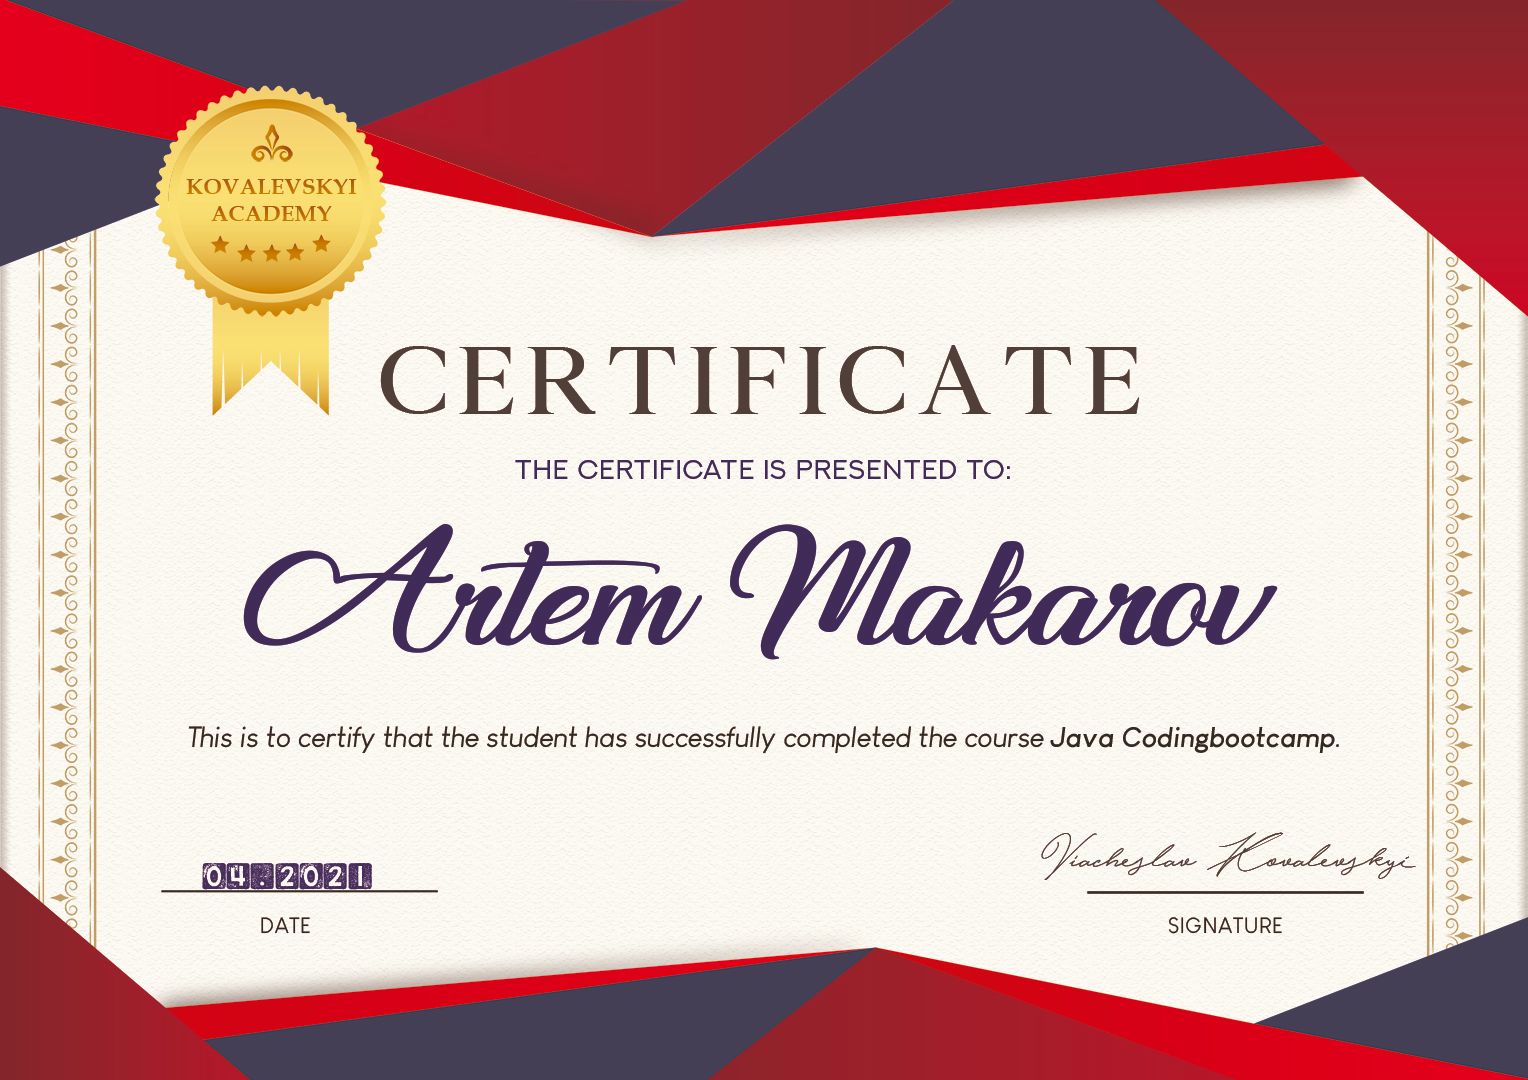 KOVALEVSKYI
ACADEMY
CERTIFICATE
THE CERTIFICATE IS PRESENTED TO:
Artem Makarov
This is to certify that the student has successfully completed the course Java Codingbootcamp.
04.2021
Viacheslav Kovalevskyi
DATE
SIGNATURE